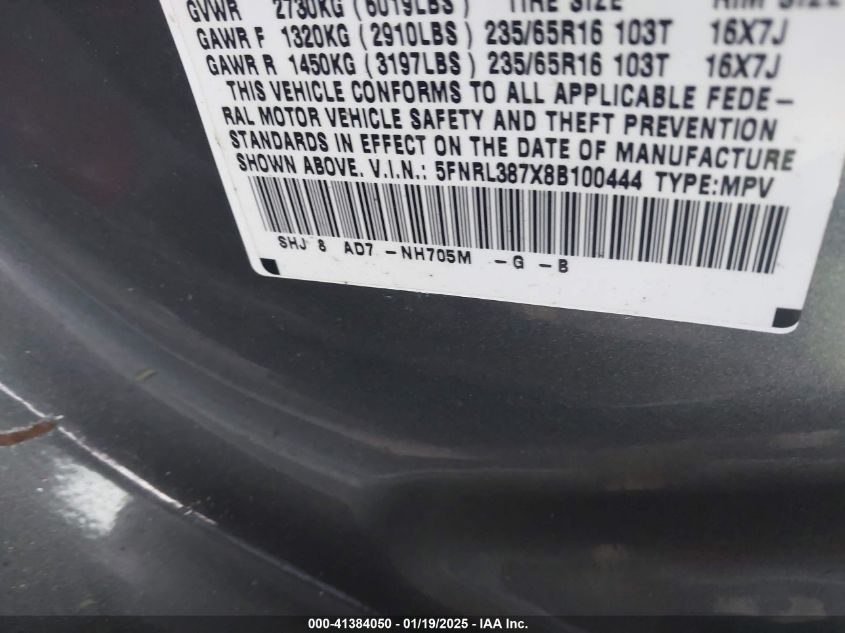 GVWR 2730KG (6019LBS) TIRE SIZE RIM SIZE
GAWR F 1320KG (2910LBS) 235/65R16 103T 16X7J
GAWR R 1450KG (3197LBS) 235/65R16 103T 16X7J
THIS VEHICLE CONFORMS TO ALL APPLICABLE FEDE-
RAL MOTOR VEHICLE SAFETY AND THEFT PREVENTION
STANDARDS IN EFFECT ON THE DATE OF MANUFACTURE
SHOWN ABOVE. V.I.N.: 5FNRL387X8B100444 TYPE:MPV
SHJ 8 AD7 -NH705M -G -B
000-41384050 - 01/19/2025 - IAA Inc.